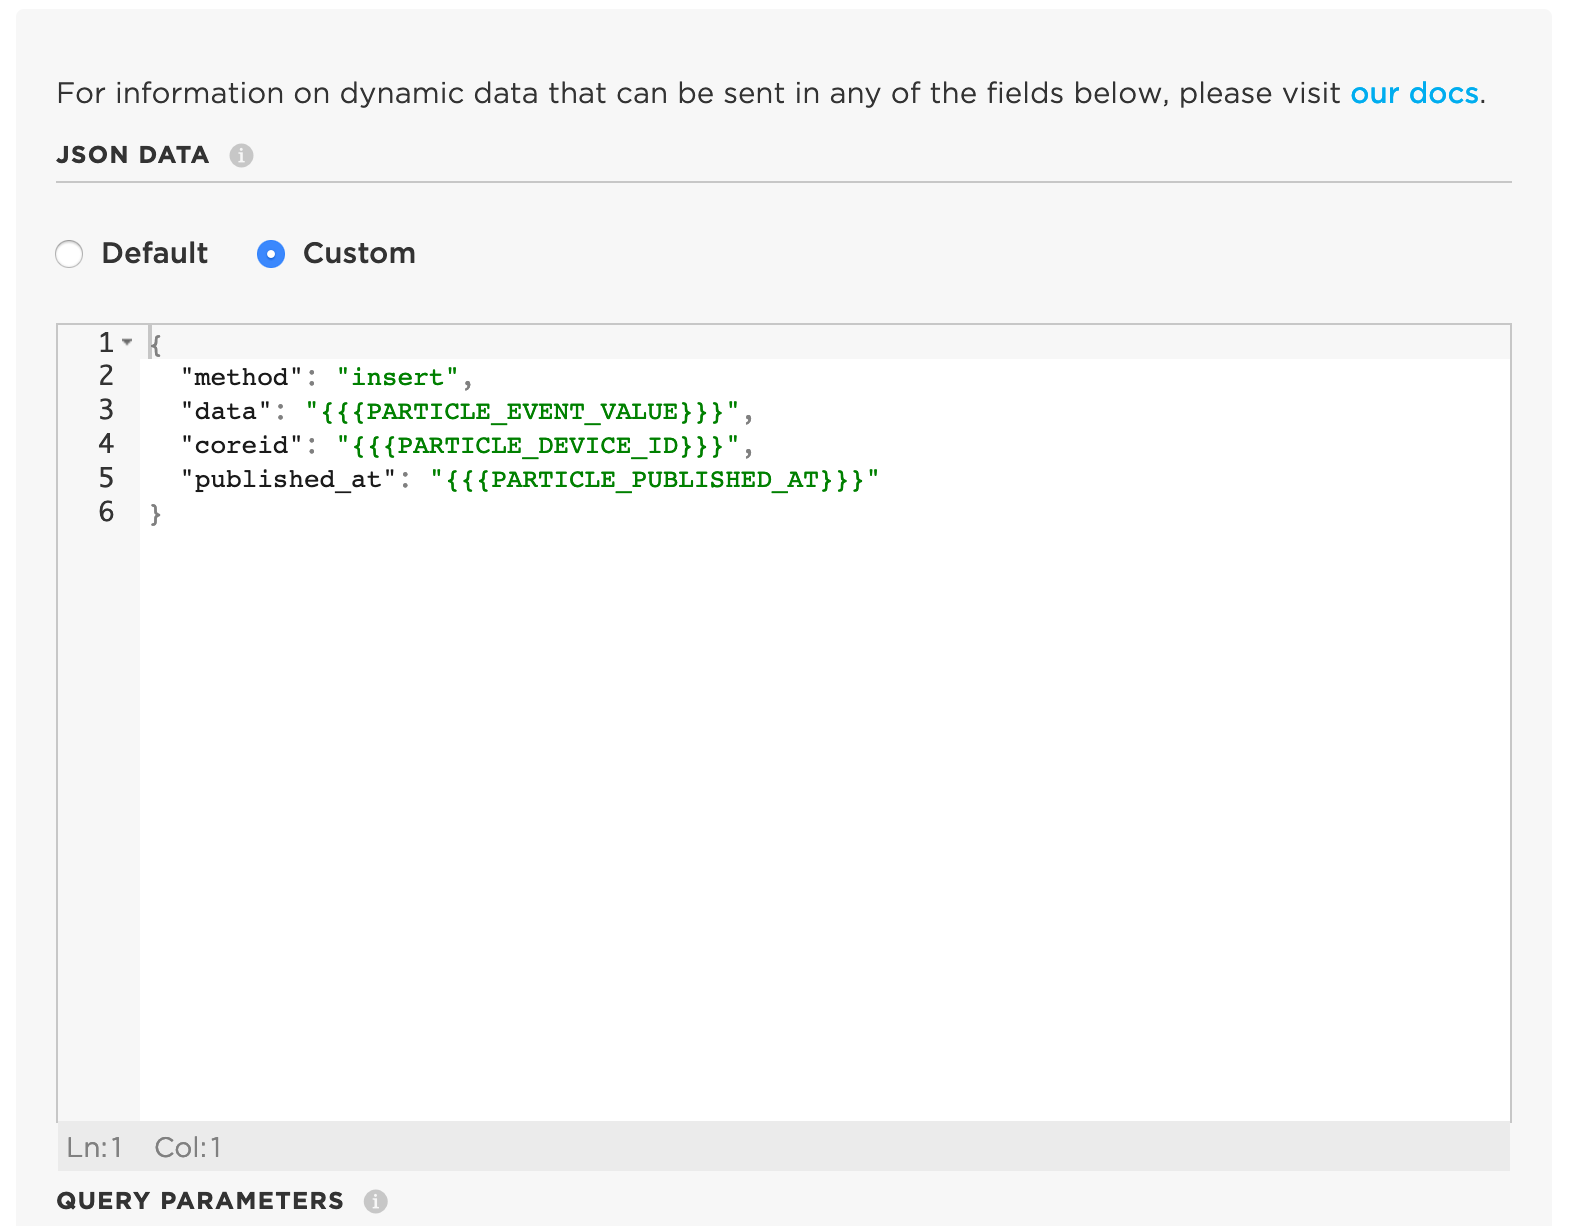 For information on dynamic data that can be sent in any of the fields below, please visit our docs.
JSON DATA
Default Custom
1 {
2 "method": "insert",
3 "data": "{{{PARTICLE_EVENT_VALUE}}}",
4 "coreid": "{{{PARTICLE_DEVICE_ID}}}",
5 "published_at": "{{{PARTICLE_PUBLISHED_AT}}}"
6 }
Ln:1 Col:1
QUERY PARAMETERS